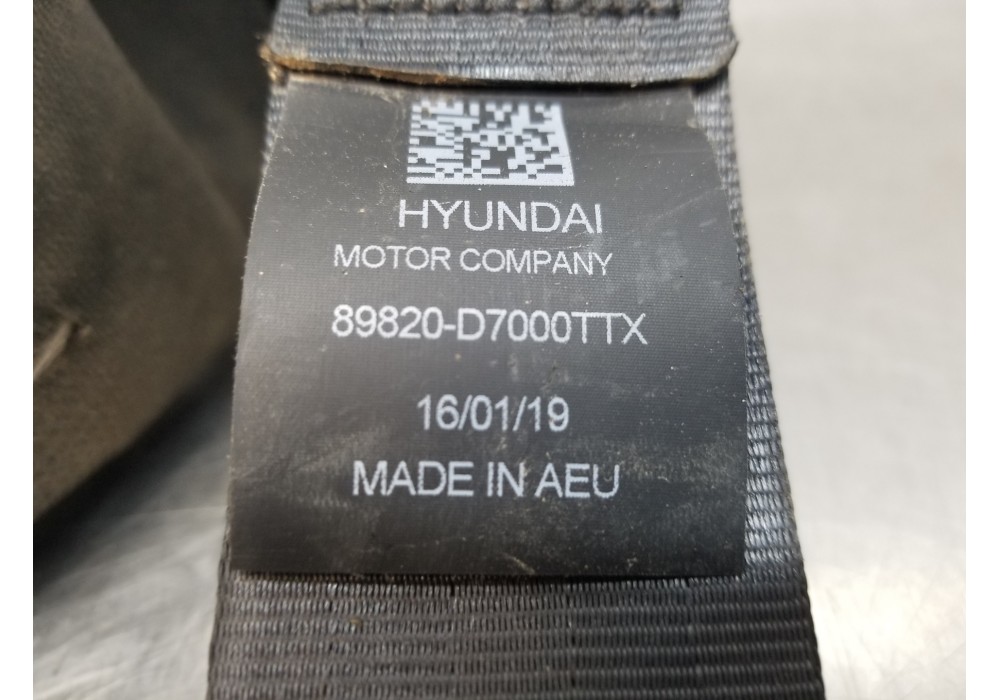 HYUNDAI
MOTOR COMPANY
89820-D7000TTX
16/01/19
MADE IN AEU